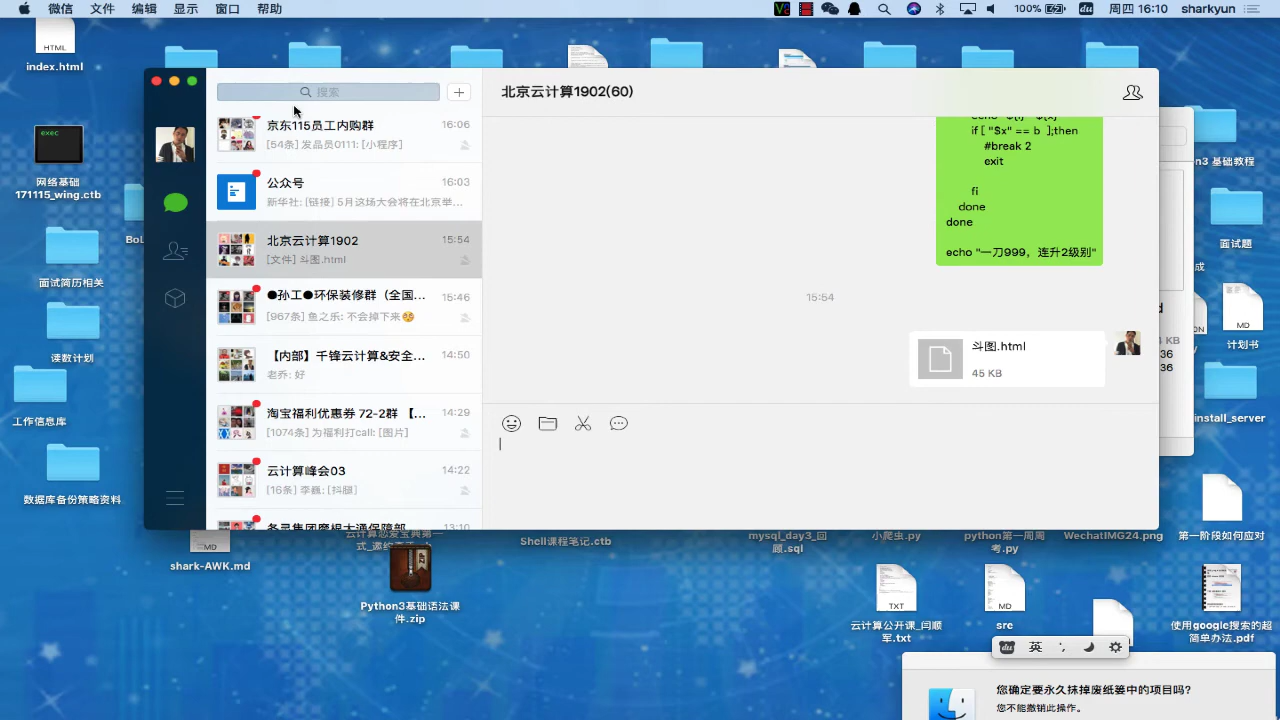 微信 文件 编辑 显示 窗口 帮助
100% 周四 16:10 sharkyun
HTML
index.html
exec
网络基础
171115_wing.ctb
面试简历相关
读数计划
工作信息库
数据库备份策略资料
搜索
京东115员工内购群 16:06
[54条] 发品员0111: [小程序]
公众号 16:03
新华社: [链接] 5月这场大会将在北京举...
北京云计算1902 15:54
[文件] 斗图.html
●孙工●环保装修群（全国... 15:46
[967条] 鱼之乐: 不会掉下来
【内部】千锋云计算&安全... 14:50
老乔: 好
淘宝福利优惠券 72-2群 【... 14:29
[1074条] 为福利打call: [图片]
云计算峰会03 14:22
[16条] 李巍: [抖腿]
13:10
北京云计算1902(60)
if [ "$x" == b ];then
#break 2
exit
fi
done
done
echo "一刀999，连升2级别"
15:54
斗图.html
45 KB
面试题
MD
计划书
KB
36
36
install_server
MD
shark-AWK.md
ZIP
Python3基础语法课
件.zip
Shell课程笔记.ctb
mysql_day3_回
顾.sql
小爬虫.py
python第一周周
考.py
WechatIMG24.png
第一阶段如何应对
TXT
云计算公开课_闫顺
军.txt
MD
src
使用google搜索的超
简单办法.pdf
du 英
您确定要永久抹掉废纸篓中的项目吗?
您不能撤销此操作。